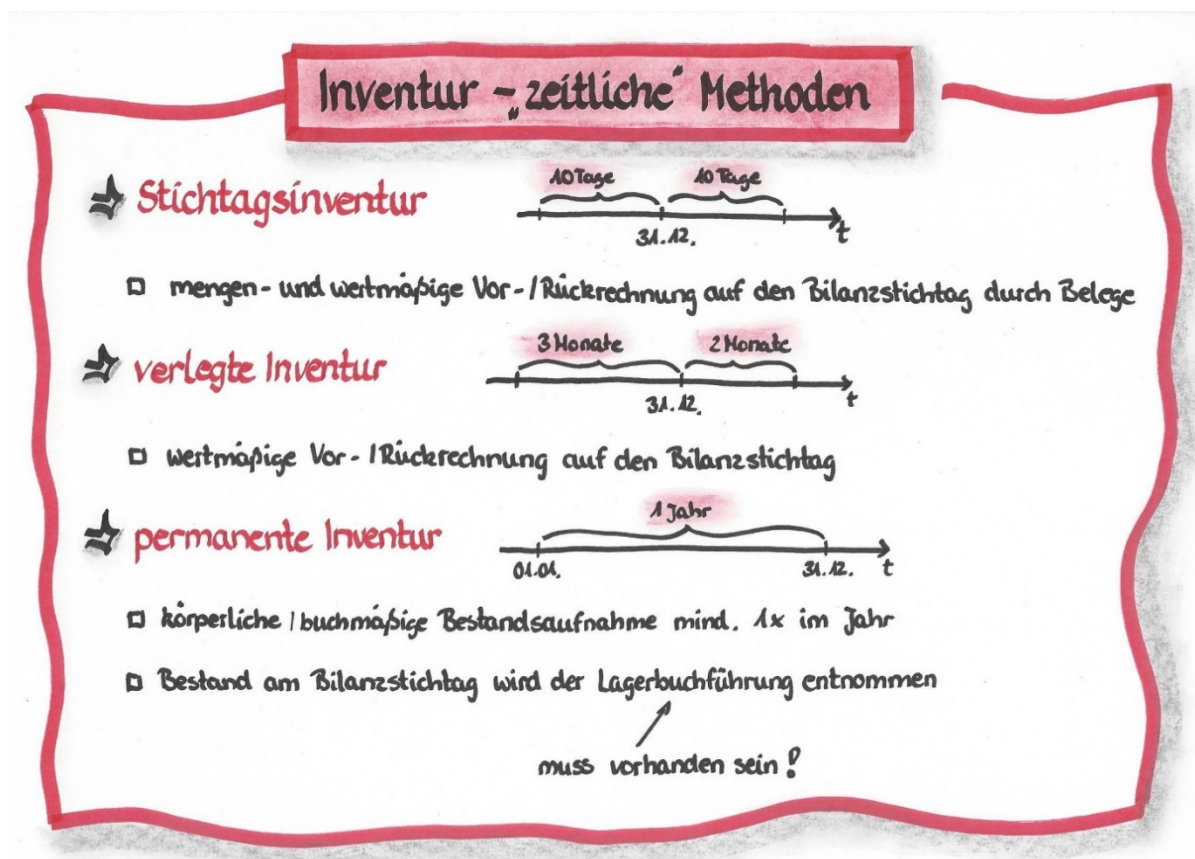 Inventur - „zeitliche“ Methoden
Stichtagsinventur
10 Tage 10 Tage
31.12. t
mengen- und wertmäßige Vor-/Rückrechnung auf den Bilanzstichtag durch Belege
verlegte Inventur
3 Monate 2 Monate
31.12. t
wertmäßige Vor-/Rückrechnung auf den Bilanzstichtag
permanente Inventur
1 Jahr
01.01. 31.12. t
körperliche/buchmäßige Bestandsaufnahme mind. 1x im Jahr
Bestand am Bilanzstichtag wird der Lagerbuchführung entnommen
muss vorhanden sein!